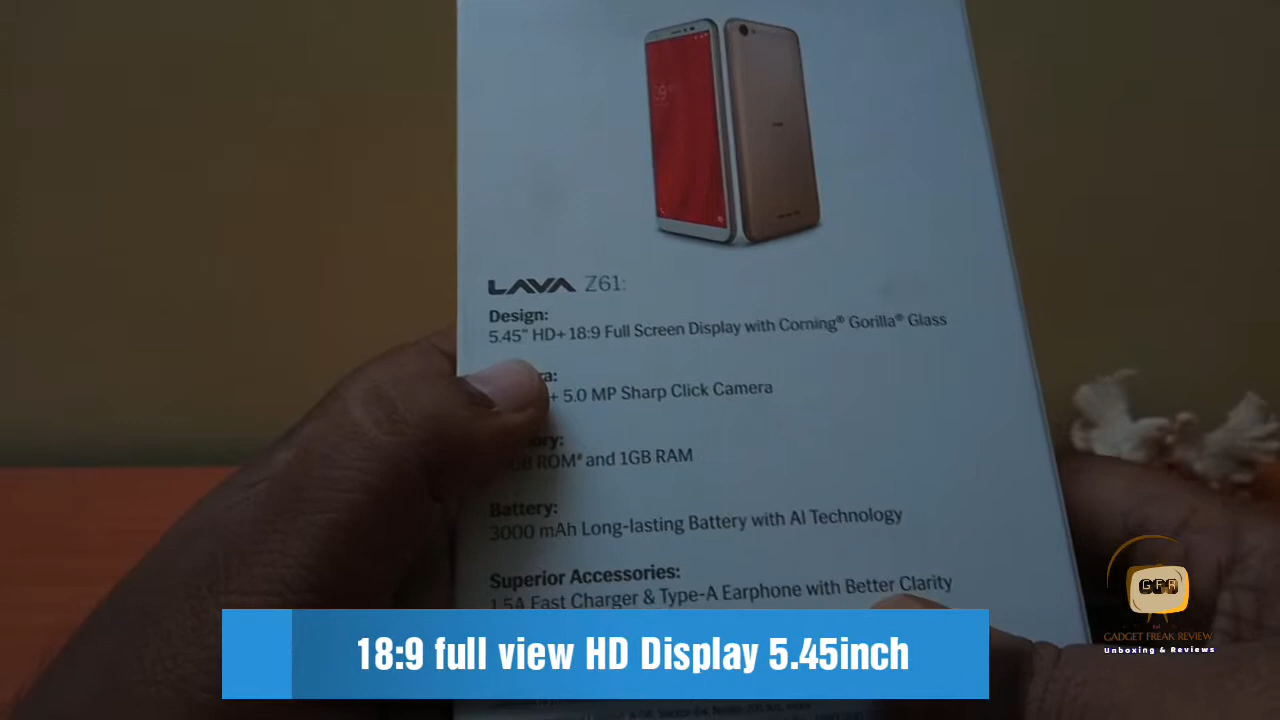 LAVA Z61:
Design:
5.45" HD+ 18:9 Full Screen Display with Corning® Gorilla® Glass
+ 5.0 MP Sharp Click Camera
ROM# and 1GB RAM
Battery:
3000 mAh Long-lasting Battery with AI Technology
Superior Accessories:
1.5A Fast Charger & Type-A Earphone with Better Clarity
18:9 full view HD Display 5.45inch
GFR
GADGET FREAK REVIEW
Unboxing & Reviews